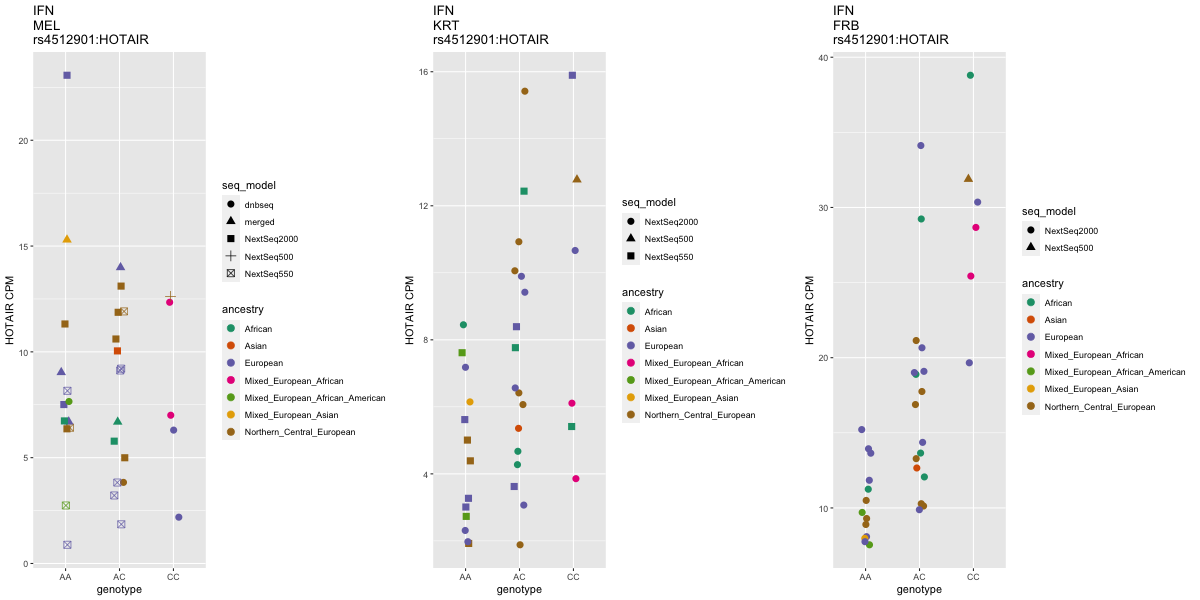 IFN
MEL
rs4512901:HOTAIR
HOTAIR CPM
20
15
10
5
0
AA
AC
CC
genotype
seq_model
dnbseq
merged
NextSeq2000
NextSeq500
NextSeq550
ancestry
African
Asian
European
Mixed_European_African
Mixed_European_African_American
Mixed_European_Asian
Northern_Central_European
IFN
KRT
rs4512901:HOTAIR
HOTAIR CPM
16
12
8
4
AA
AC
CC
genotype
seq_model
NextSeq2000
NextSeq500
NextSeq550
ancestry
African
Asian
European
Mixed_European_African
Mixed_European_African_American
Mixed_European_Asian
Northern_Central_European
IFN
FRB
rs4512901:HOTAIR
HOTAIR CPM
40
30
20
10
AA
AC
CC
genotype
seq_model
NextSeq2000
NextSeq500
ancestry
African
Asian
European
Mixed_European_African
Mixed_European_African_American
Mixed_European_Asian
Northern_Central_European